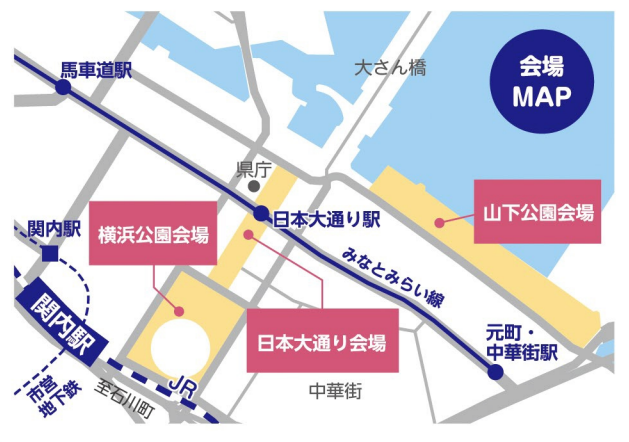 会場
MAP
馬車道駅
大さん橋
県庁
関内駅
横浜公園会場
日本大通り駅
山下公園会場
みなとみらい線
関内駅
日本大通り会場
元町・
中華街駅
市営
地下鉄
至石川町
JR
中華街